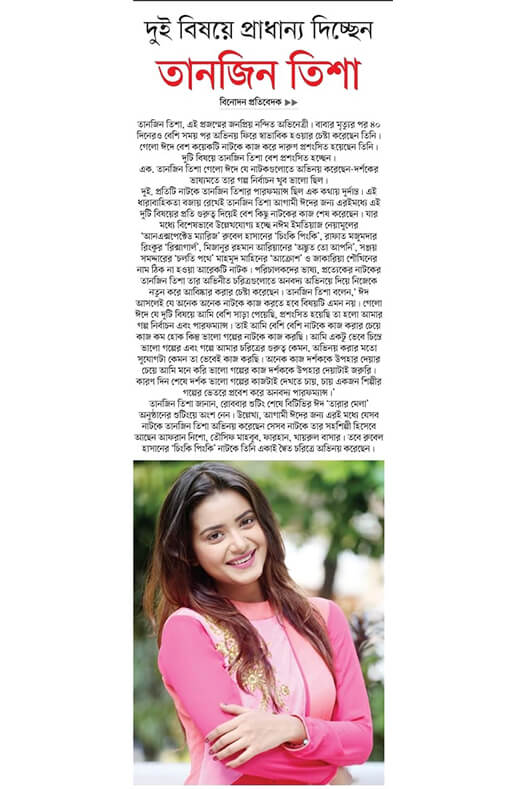 দুই বিষয়ে প্রাধান্য দিচ্ছেন
তানজিন তিশা
বিনোদন প্রতিবেদক
তানজিন তিশা, এই প্রজন্মের জনপ্রিয় নন্দিত অভিনেত্রী। বাবার মৃত্যুর পর ৪০
দিনেরও বেশি সময় পর অভিনয় ফিরে স্বাভাবিক হওয়ার চেষ্টা করেছেন তিনি।
গেলো ঈদে বেশ কয়েকটি নাটকে কাজ করে দারুণ প্রশংসিত হয়েছেন তিনি।
দুটি বিষয়ে তানজিন তিশা বেশ প্রশংসিত হচ্ছেন।
এক. তানজিন তিশা গেলো ঈদে যে নাটকগুলোতে অভিনয় করেছেন-দর্শকের
ভাষ্যমতে তার গল্প নির্বাচন খুব ভালো ছিল।
দুই. প্রতিটি নাটকে তানজিন তিশার পারফম্যান্স ছিল এক কথায় দুর্দান্ত। এই
ধারাবাহিকতা বজায় রেখেই তানজিন তিশা আগামী ঈদের জন্য এরইমধ্যে এই
দুটি বিষয়ের প্রতি গুরুত্ব দিয়েই বেশ কিছু নাটকের কাজ শেষ করেছেন। যার
মধ্যে বিশেষভাবে উল্লেখযোগ্য হচ্ছে নঈম ইমতিয়াজ নেয়ামূলের
‘আনএক্সপেক্টেড ম্যারিজ’ রুবেল হাসানের ‘চিংকি পিংকি’, রাফাত মজুমদার
রিংকুর ‘রিক্সাগার্ল’, মিজানুর রহমান আরিয়ানের ‘অদ্ভুত তো আপনি’, সঞ্জয়
সমদ্দারের ‘চলতি পথে’ মাহমুদ মাহিনের ‘আক্রোশ’ ও জাকারিয়া শৌখিনের
নাম ঠিক না হওয়া আরেকটি নাটক। পরিচালকদের ভাষ্য, প্রত্যেকের নাটকের
তানজিন তিশা তার অভিনীত চরিত্রগুলোতে অনবদ্য অভিনয়ে দিয়ে নিজেকে
নতুন করে আবিষ্কার করার চেষ্টা করেছেন। তানজিন তিশা বলেন,’ ঈদ
আসলেই যে অনেক অনেক নাটকে কাজ করতে হবে বিষয়টি এমন নয়। গেলো
ঈদে যে দুটি বিষয়ে আমি বেশি সাড়া পেয়েছি, প্রশংসিত হয়েছি তা হলো আমার
গল্প নির্বাচন এবং পারফম্যান্স। তাই আমি বেশি বেশি নাটকে কাজ করার চেয়ে
কাজ কম হোক কিন্তু ভালো গল্পের নাটকে কাজ করছি। আমি একটু ভেবে চিন্তে
ভালো গল্পের এবং গল্পে আমার চরিত্রের গুরুত্ব কেমন, অভিনয় করার মতো
সুযোগটা কেমন তা ভেবেই কাজ করছি। অনেক কাজ দর্শককে উপহার দেয়ার
চেয়ে আমি মনে করি ভালো গল্পের কাজ দর্শককে উপহার দেয়াটাই জরুরি।
কারণ দিন শেষে দর্শক ভালো গল্পের কাজটাই দেখতে চায়, চায় একজন শিল্পীর
গল্পের ভেতরে প্রবেশ করে অনবদ্য পারফম্যান্স।’
তানজিন তিশা জানান, রোববার শুটিং শেষে বিটিভির ঈদ ‘তারার মেলা’
অনুষ্ঠানের শুটিংয়ে অংশ নেন। উল্লেখ্য, আগামী ঈদের জন্য এরই মধ্যে যেসব
নাটকে তানজিন তিশা অভিনয় করেছেন সেসব নাটকে তার সহশিল্পী হিসেবে
আছেন আফরান নিশো, তৌসিফ মাহবুব, ফারহান, খায়রুল বাসার। তবে রুবেল
হাসানের ‘চিংকি পিংকি’ নাটকে তিনি একাই দ্বৈত চরিত্রে অভিনয় করেছেন।